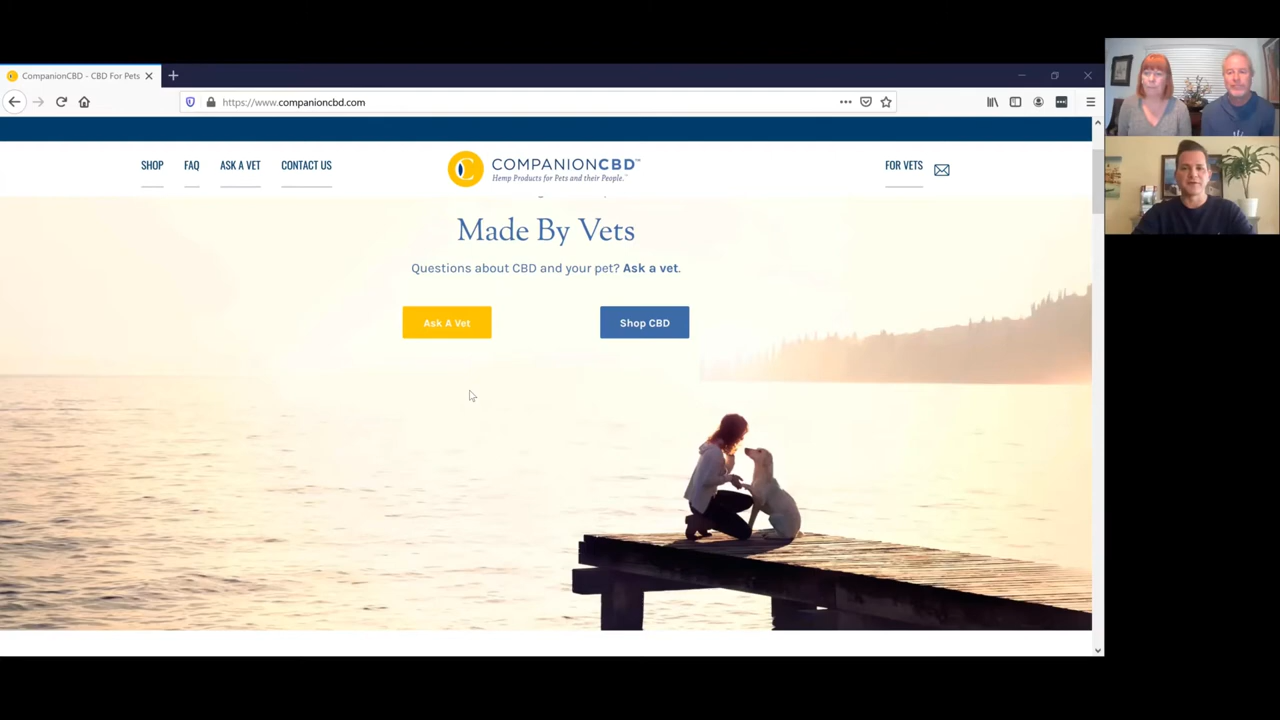 CompanionCBD - CBD For Pets
https://www.companioncbd.com
SHOP
FAQ
ASK A VET
CONTACT US
COMPANIONCBD™
Hemp Products for Pets and their People.™
FOR VETS
Made By Vets
Questions about CBD and your pet? Ask a vet.
Ask A Vet
Shop CBD